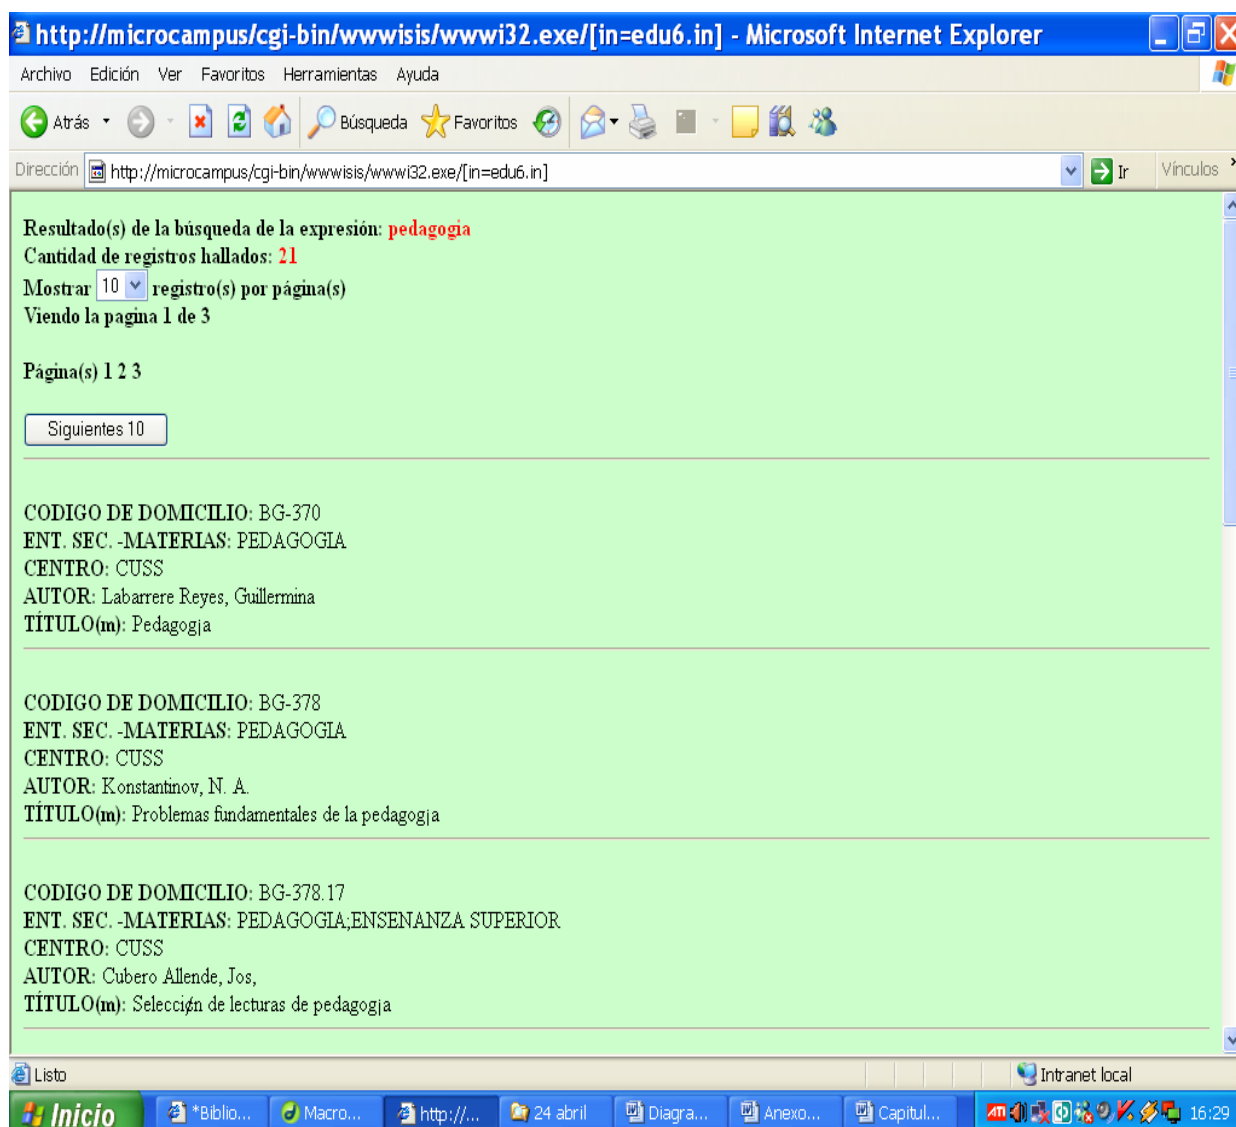 http://microcampus/cgi-bin/wwwisis/wwwi32.exe/[in=edu6.in] - Microsoft Internet Explorer
Archivo Edición Ver Favoritos Herramientas Ayuda
Atrás Búsqueda Favoritos
Dirección http://microcampus/cgi-bin/wwwisis/wwwi32.exe/[in=edu6.in] Ir Vínculos
Resultado(s) de la búsqueda de la expresión: pedagogia
Cantidad de registros hallados: 21
Mostrar 10 registro(s) por página(s)
Viendo la pagina 1 de 3
Página(s) 1 2 3
Siguientes 10
CODIGO DE DOMICILIO: BG-370
ENT. SEC. -MATERIAS: PEDAGOGIA
CENTRO: CUSS
AUTOR: Labarrere Reyes, Guillermina
TÍTULO(m): Pedagog¡a
CODIGO DE DOMICILIO: BG-378
ENT. SEC. -MATERIAS: PEDAGOGIA
CENTRO: CUSS
AUTOR: Konstantinov, N. A.
TÍTULO(m): Problemas fundamentales de la pedagog¡a
CODIGO DE DOMICILIO: BG-378.17
ENT. SEC. -MATERIAS: PEDAGOGIA;ENSENANZA SUPERIOR
CENTRO: CUSS
AUTOR: Cubero Allende, Jos‚
TÍTULO(m): Selecci¢n de lecturas de pedagog¡a
Listo Intranet local
Inicio *Biblio... Macro... http://... 24 abril Diagra... Anexo... Capitul... ATI 16:29